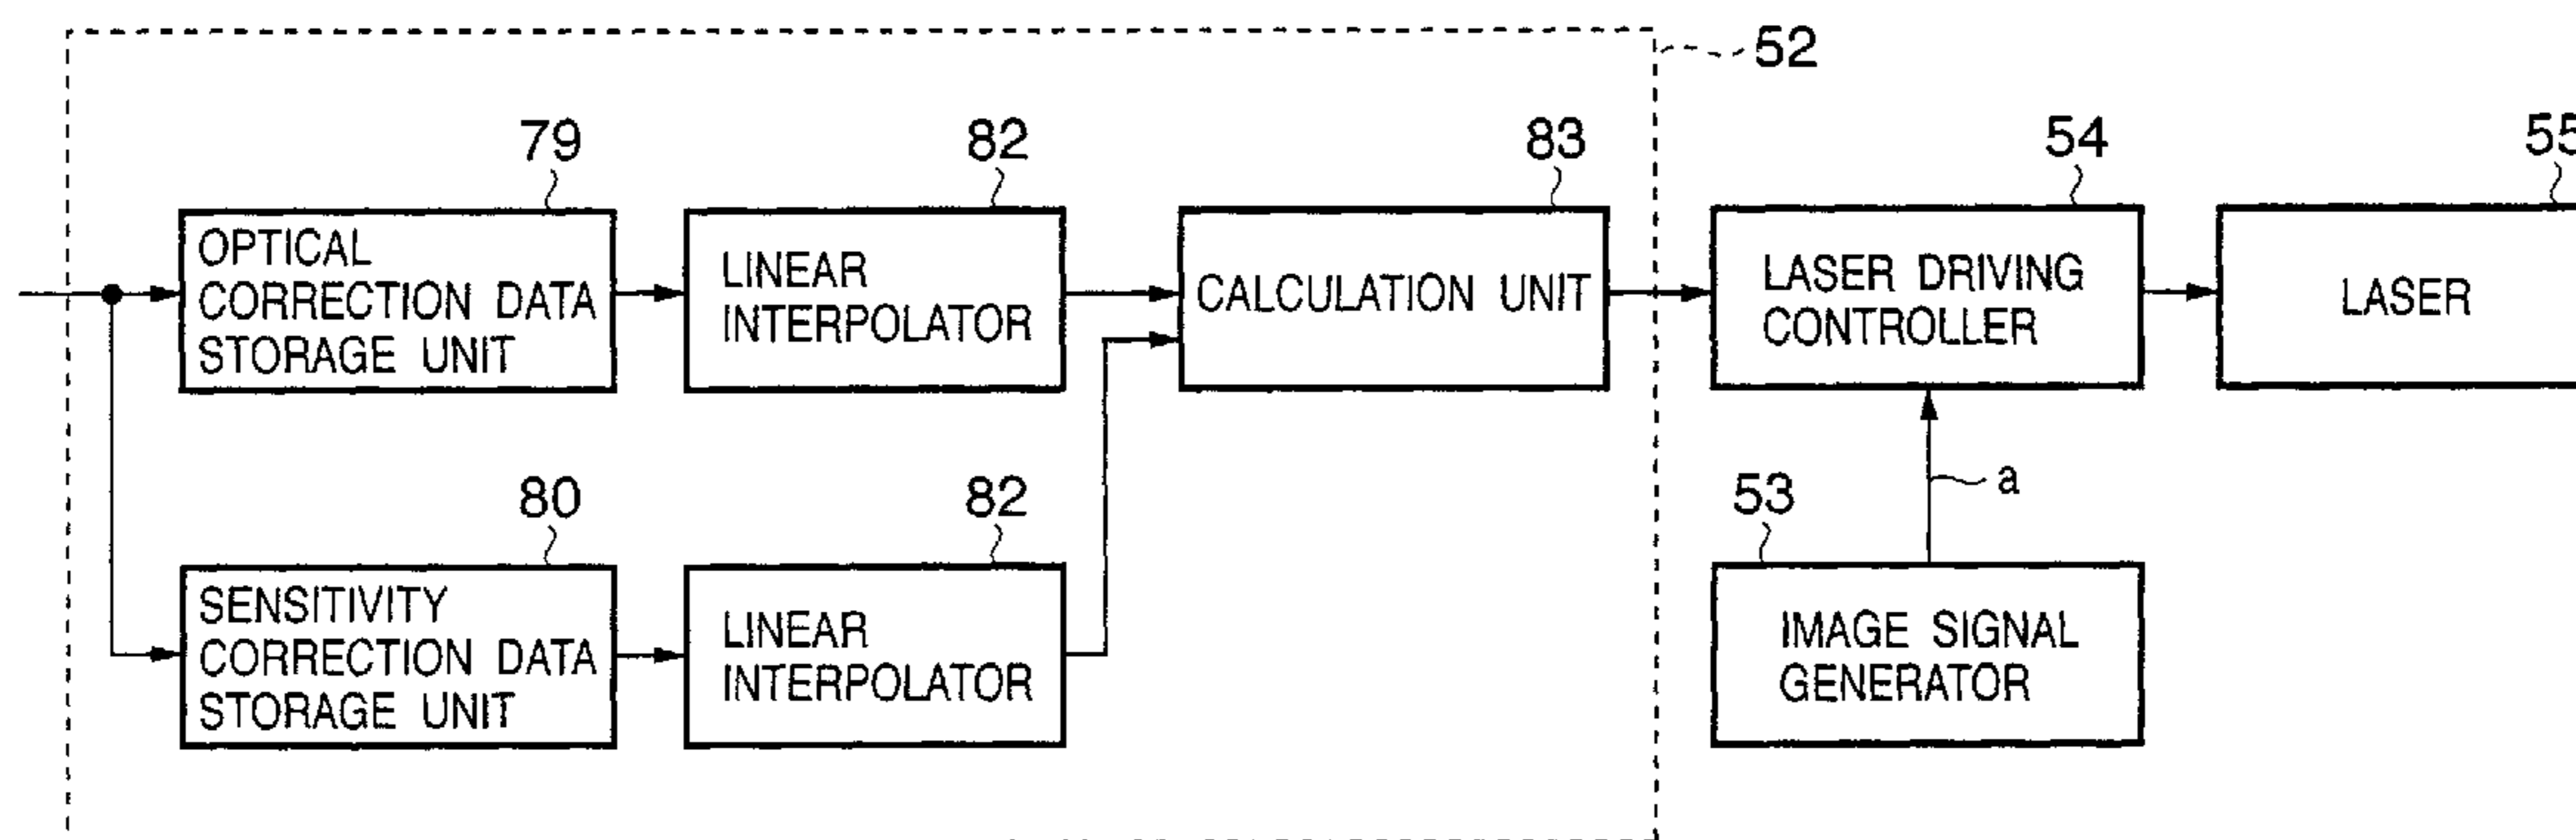 52
79
82
83
54
55
OPTICAL
CORRECTION DATA
STORAGE UNIT
LINEAR
INTERPOLATOR
CALCULATION UNIT
LASER DRIVING
CONTROLLER
LASER
80
82
53
a
SENSITIVITY
CORRECTION DATA
STORAGE UNIT
LINEAR
INTERPOLATOR
IMAGE SIGNAL
GENERATOR